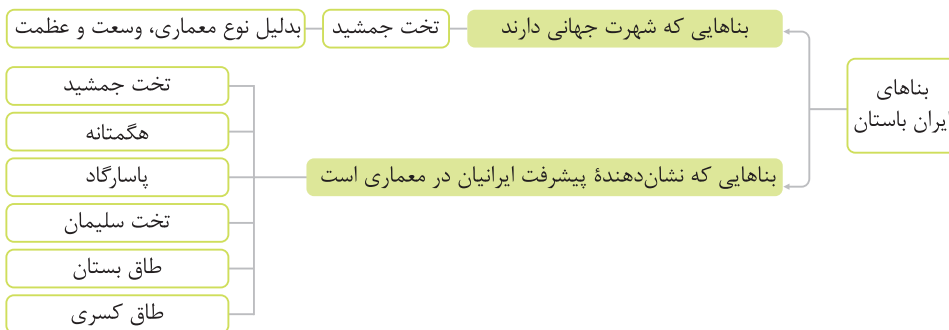 بناهای
ایران باستان
بناهایی که شهرت جهانی دارند
تخت جمشید
بدلیل نوع معماری، وسعت و عظمت
بناهایی که نشان‌دهندهٔ پیشرفت ایرانیان در معماری است
تخت جمشید
هگمتانه
پاسارگاد
تخت سلیمان
طاق بستان
طاق کسری